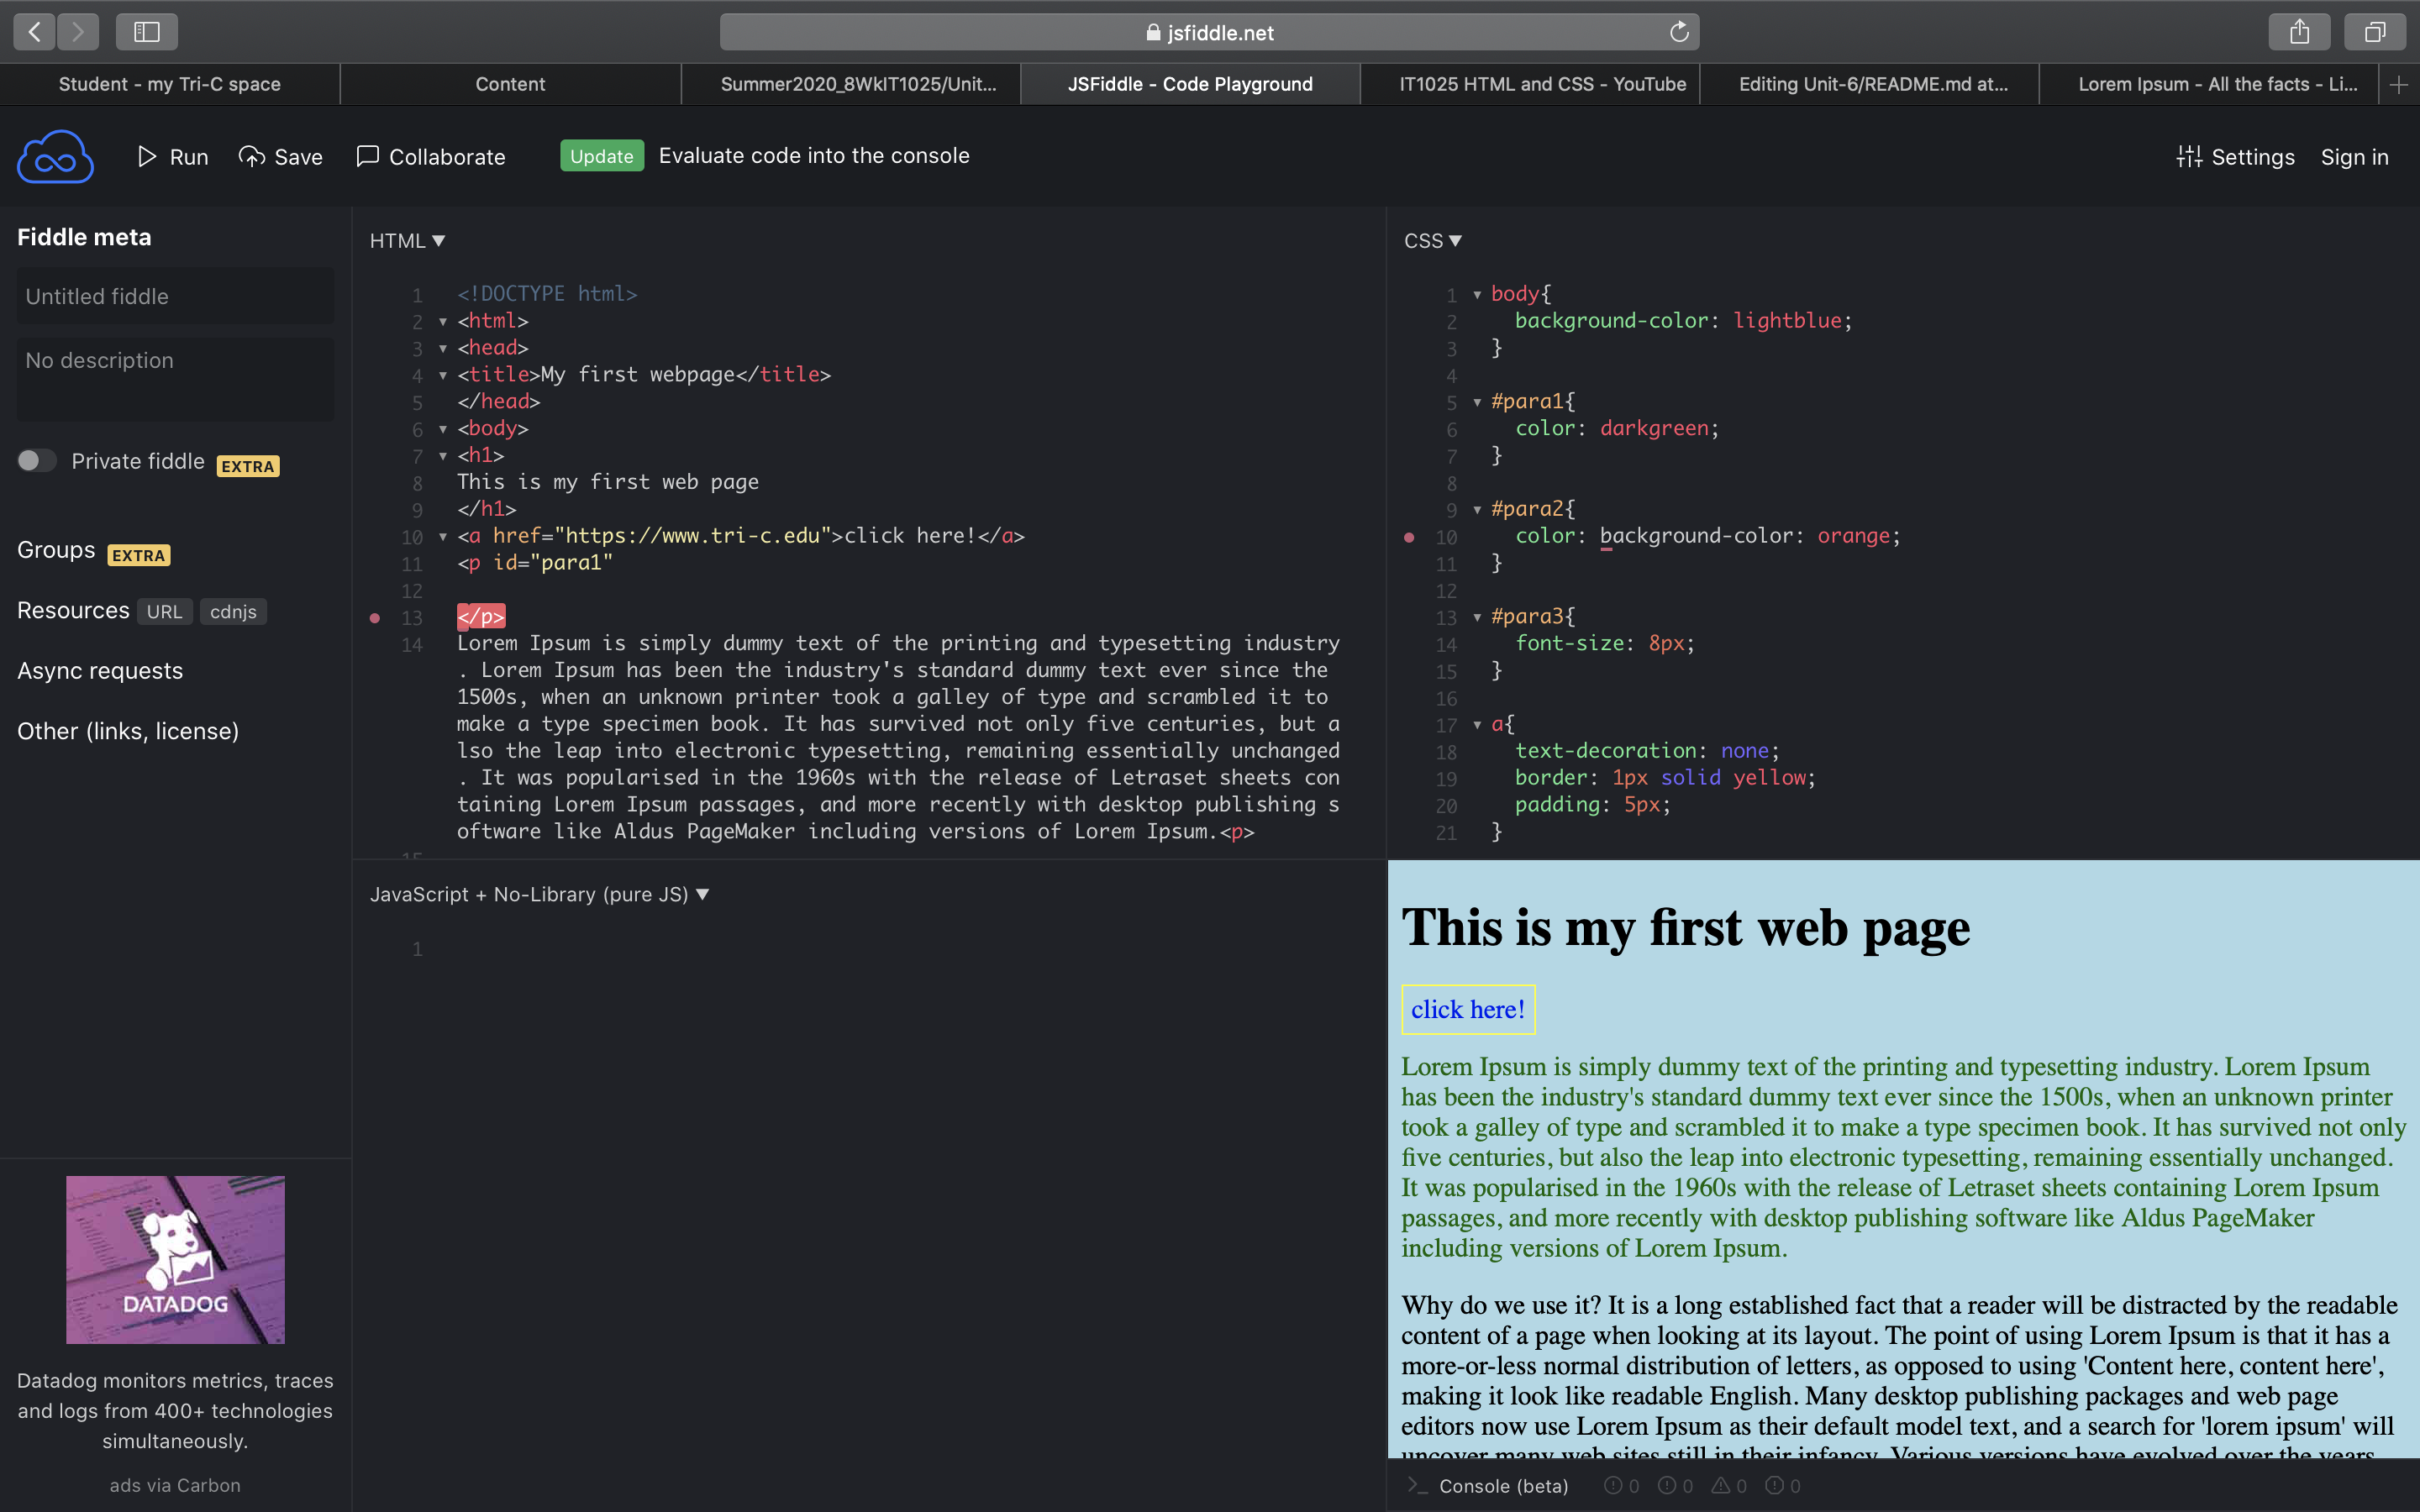 jsfiddle.net
Student - my Tri-C space
Content
Summer2020_8WkIT1025/Unit...
JSFiddle - Code Playground
IT1025 HTML and CSS - YouTube
Editing Unit-6/README.md at...
Lorem Ipsum - All the facts - Li...
Run
Save
Collaborate
Update
Evaluate code into the console
Settings
Sign in
Fiddle meta
Untitled fiddle
No description
Private fiddle EXTRA
Groups EXTRA
Resources URL cdnjs
Async requests
Other (links, license)
DATADOG
Datadog monitors metrics, traces
and logs from 400+ technologies
simultaneously.
ads via Carbon
HTML ▼
1 <!DOCTYPE html>
2 <html>
3 <head>
4 <title>My first webpage</title>
5 </head>
6 <body>
7 <h1>
8 This is my first web page
9 </h1>
10 <a href="https://www.tri-c.edu">click here!</a>
11 <p id="para1"
12
13 </p>
14 Lorem Ipsum is simply dummy text of the printing and typesetting industry
. Lorem Ipsum has been the industry's standard dummy text ever since the
1500s, when an unknown printer took a galley of type and scrambled it to
make a type specimen book. It has survived not only five centuries, but a
lso the leap into electronic typesetting, remaining essentially unchanged
. It was popularised in the 1960s with the release of Letraset sheets con
taining Lorem Ipsum passages, and more recently with desktop publishing s
oftware like Aldus PageMaker including versions of Lorem Ipsum.<p>
15
CSS ▼
1 body{
2 background-color: lightblue;
3 }
4
5 #para1{
6 color: darkgreen;
7 }
8
9 #para2{
10 color: background-color: orange;
11 }
12
13 #para3{
14 font-size: 8px;
15 }
16
17 a{
18 text-decoration: none;
19 border: 1px solid yellow;
20 padding: 5px;
21 }
JavaScript + No-Library (pure JS) ▼
1
This is my first web page
click here!
Lorem Ipsum is simply dummy text of the printing and typesetting industry. Lorem Ipsum
has been the industry's standard dummy text ever since the 1500s, when an unknown printer
took a galley of type and scrambled it to make a type specimen book. It has survived not only
five centuries, but also the leap into electronic typesetting, remaining essentially unchanged.
It was popularised in the 1960s with the release of Letraset sheets containing Lorem Ipsum
passages, and more recently with desktop publishing software like Aldus PageMaker
including versions of Lorem Ipsum.
Why do we use it? It is a long established fact that a reader will be distracted by the readable
content of a page when looking at its layout. The point of using Lorem Ipsum is that it has a
more-or-less normal distribution of letters, as opposed to using 'Content here, content here',
making it look like readable English. Many desktop publishing packages and web page
editors now use Lorem Ipsum as their default model text, and a search for 'lorem ipsum' will
uncover many web sites still in their infancy. Various versions have evolved over the years,
Console (beta) 0 0 0 0